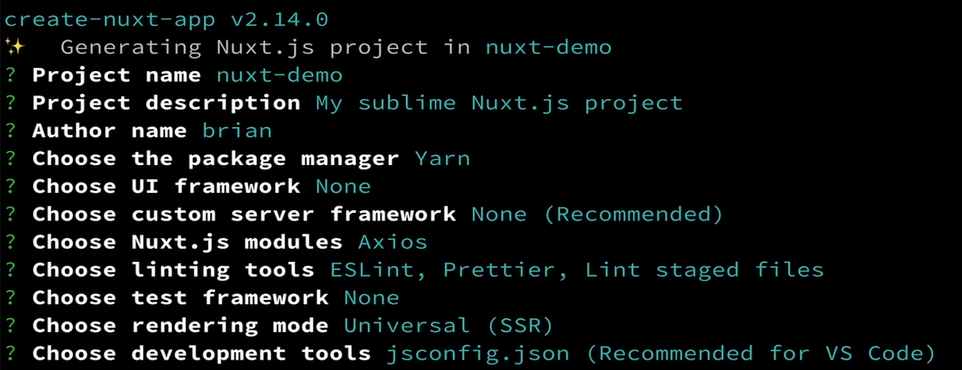 create-nuxt-app v2.14.0
✨ Generating Nuxt.js project in nuxt-demo
? Project name nuxt-demo
? Project description My sublime Nuxt.js project
? Author name brian
? Choose the package manager Yarn
? Choose UI framework None
? Choose custom server framework None (Recommended)
? Choose Nuxt.js modules Axios
? Choose linting tools ESLint, Prettier, Lint staged files
? Choose test framework None
? Choose rendering mode Universal (SSR)
? Choose development tools jsconfig.json (Recommended for VS Code)